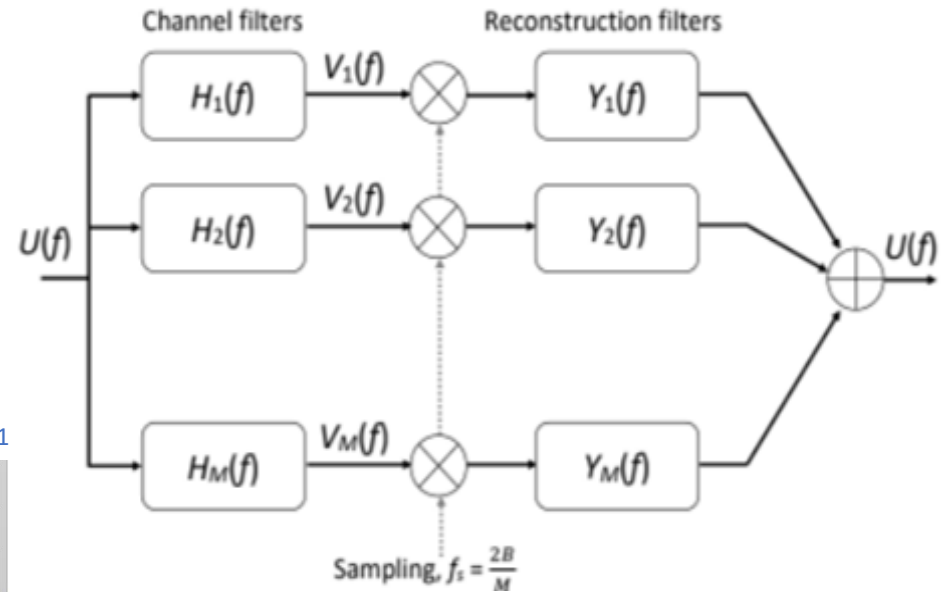 Channel filters
Reconstruction filters
H₁(f)
V₁(f)
Y₁(f)
H₂(f)
V₂(f)
Y₂(f)
U(f)
U(f)
1
H_M(f)
V_M(f)
Y_M(f)
Sampling, fₛ = 2B/M